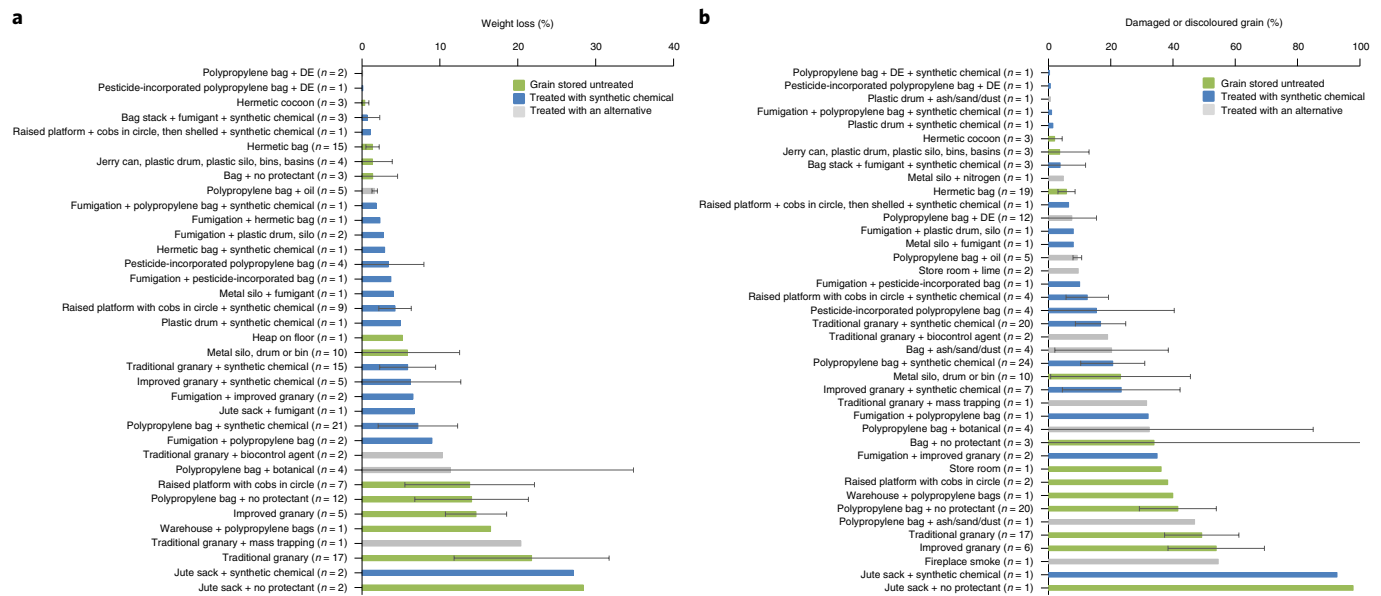 a
Weight loss (%)
0 10 20 30 40
Grain stored untreated
Treated with synthetic chemical
Treated with an alternative
Polypropylene bag + DE (n = 2)
Pesticide-incorporated polypropylene bag + DE (n = 1)
Hermetic cocoon (n = 3)
Bag stack + fumigant + synthetic chemical (n = 3)
Raised platform + cobs in circle, then shelled + synthetic chemical (n = 1)
Hermetic bag (n = 15)
Jerry can, plastic drum, plastic silo, bins, basins (n = 4)
Bag + no protectant (n = 3)
Polypropylene bag + oil (n = 5)
Fumigation + polypropylene bag + synthetic chemical (n = 1)
Fumigation + hermetic bag (n = 1)
Fumigation + plastic drum, silo (n = 2)
Hermetic bag + synthetic chemical (n = 1)
Pesticide-incorporated polypropylene bag (n = 4)
Fumigation + pesticide-incorporated bag (n = 1)
Metal silo + fumigant (n = 1)
Raised platform with cobs in circle + synthetic chemical (n = 9)
Plastic drum + synthetic chemical (n = 1)
Heap on floor (n = 1)
Metal silo, drum or bin (n = 10)
Traditional granary + synthetic chemical (n = 15)
Improved granary + synthetic chemical (n = 5)
Fumigation + improved granary (n = 2)
Jute sack + fumigant (n = 1)
Polypropylene bag + synthetic chemical (n = 21)
Fumigation + polypropylene bag (n = 2)
Traditional granary + biocontrol agent (n = 2)
Polypropylene bag + botanical (n = 4)
Raised platform with cobs in circle (n = 7)
Polypropylene bag + no protectant (n = 12)
Improved granary (n = 5)
Warehouse + polypropylene bags (n = 1)
Traditional granary + mass trapping (n = 1)
Traditional granary (n = 17)
Jute sack + synthetic chemical (n = 2)
Jute sack + no protectant (n = 2)
b
Damaged or discoloured grain (%)
0 20 40 60 80 100
Grain stored untreated
Treated with synthetic chemical
Treated with an alternative
Polypropylene bag + DE + synthetic chemical (n = 1)
Pesticide-incorporated polypropylene bag + DE (n = 1)
Plastic drum + ash/sand/dust (n = 1)
Fumigation + polypropylene bag + synthetic chemical (n = 1)
Plastic drum + synthetic chemical (n = 1)
Hermetic cocoon (n = 3)
Jerry can, plastic drum, plastic silo, bins, basins (n = 3)
Bag stack + fumigant + synthetic chemical (n = 3)
Metal silo + nitrogen (n = 1)
Hermetic bag (n = 19)
Raised platform + cobs in circle, then shelled + synthetic chemical (n = 1)
Polypropylene bag + DE (n = 12)
Fumigation + plastic drum, silo (n = 1)
Metal silo + fumigant (n = 1)
Polypropylene bag + oil (n = 5)
Store room + lime (n = 2)
Fumigation + pesticide-incorporated bag (n = 1)
Raised platform with cobs in circle + synthetic chemical (n = 4)
Pesticide-incorporated polypropylene bag (n = 4)
Traditional granary + synthetic chemical (n = 20)
Traditional granary + biocontrol agent (n = 2)
Bag + ash/sand/dust (n = 4)
Polypropylene bag + synthetic chemical (n = 24)
Metal silo, drum or bin (n = 10)
Improved granary + synthetic chemical (n = 7)
Traditional granary + mass trapping (n = 1)
Fumigation + polypropylene bag (n = 1)
Polypropylene bag + botanical (n = 4)
Bag + no protectant (n = 3)
Fumigation + improved granary (n = 2)
Store room (n = 1)
Raised platform with cobs in circle (n = 2)
Warehouse + polypropylene bags (n = 1)
Polypropylene bag + no protectant (n = 20)
Polypropylene bag + ash/sand/dust (n = 1)
Traditional granary (n = 17)
Improved granary (n = 6)
Fireplace smoke (n = 1)
Jute sack + synthetic chemical (n = 1)
Jute sack + no protectant (n = 1)